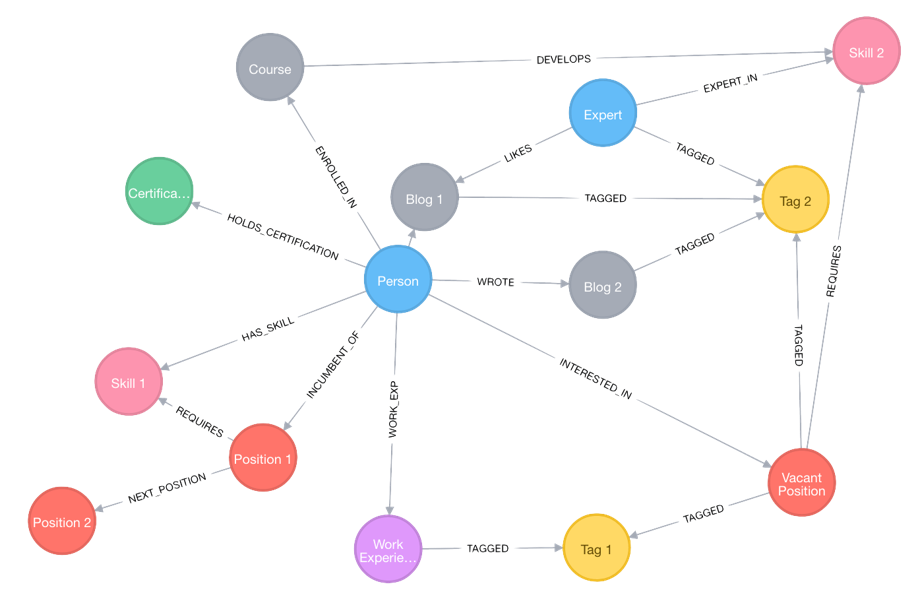 Course
DEVELOPS
Skill 2
EXPERT_IN
Expert
LIKES
TAGGED
ENROLLED_IN
Certifica...
Blog 1
TAGGED
Tag 2
HOLDS_CERTIFICATION
TAGGED
Person
WROTE
Blog 2
REQUIRES
HAS_SKILL
INCUMBENT_OF
INTERESTED_IN
TAGGED
Skill 1
WORK_EXP
REQUIRES
Position 1
NEXT_POSITION
Vacant
Position
Position 2
TAGGED
Work
Experie...
TAGGED
Tag 1